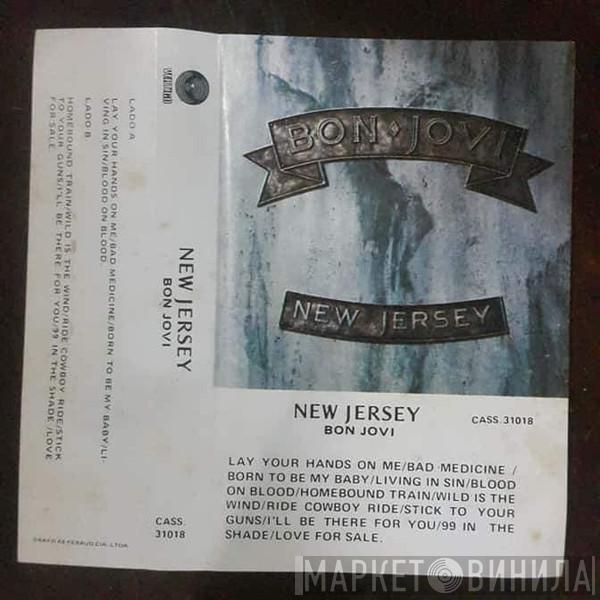 BON JOVI
NEW JERSEY
NEW JERSEY
BON JOVI
CASS. 31018
LAY YOUR HANDS ON ME/BAD MEDICINE /
BORN TO BE MY BABY/LIVING IN SIN/BLOOD
ON BLOOD/HOMEBOUND TRAIN/WILD IS THE
WIND/RIDE COWBOY RIDE/STICK TO YOUR
GUNS/I'LL BE THERE FOR YOU/99 IN THE
SHADE/LOVE FOR SALE.
NEW JERSEY
BON JOVI
CASS.
31018
LADO A
LAY YOUR HANDS ON ME/BAD MEDICINE/BORN TO BE MY BABY/LI-
VING IN SIN/BLOOD ON BLOOD.
LADO B
HOMEBOUND TRAIN/WILD IS THE WIND/RIDE COWBOY RIDE/STICK
TO YOUR GUNS/I'LL BE THERE FOR YOU/99 IN THE SHADE/LOVE
FOR SALE
FERAUD CIA. LTDA.
МАРКЕТ ВИНИЛА